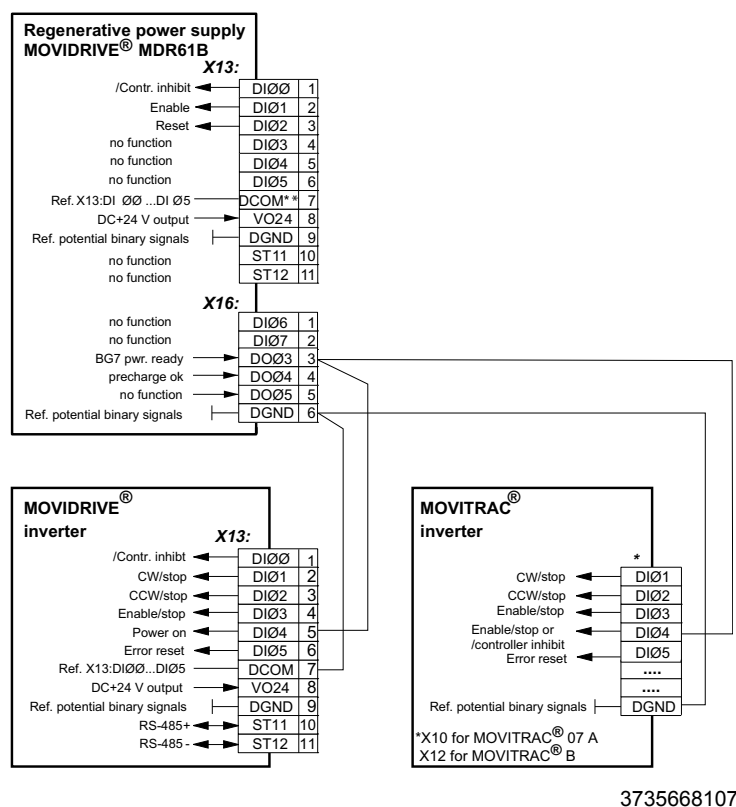 Regenerative power supply
MOVIDRIVE® MDR61B
X13:
/Contr. inhibit DIØØ 1
Enable DIØ1 2
Reset DIØ2 3
no function DIØ3 4
no function DIØ4 5
no function DIØ5 6
Ref. X13:DI ØØ ...DI Ø5 DCOM** 7
DC+24 V output VO24 8
Ref. potential binary signals DGND 9
no function ST11 10
no function ST12 11
X16:
no function DIØ6 1
no function DIØ7 2
BG7 pwr. ready DOØ3 3
precharge ok DOØ4 4
no function DOØ5 5
Ref. potential binary signals DGND 6
MOVIDRIVE®
inverter
X13:
/Contr. inhibt DIØØ 1
CW/stop DIØ1 2
CCW/stop DIØ2 3
Enable/stop DIØ3 4
Power on DIØ4 5
Error reset DIØ5 6
Ref. X13:DIØØ...DIØ5 DCOM 7
DC+24 V output VO24 8
Ref. potential binary signals DGND 9
RS-485+ ST11 10
RS-485 - ST12 11
MOVITRAC®
inverter
*
CW/stop DIØ1
CCW/stop DIØ2
Enable/stop DIØ3
Enable/stop or
/controller inhibit DIØ4
Error reset DIØ5
....
....
Ref. potential binary signals DGND
*X10 for MOVITRAC® 07 A
X12 for MOVITRAC® B
3735668107